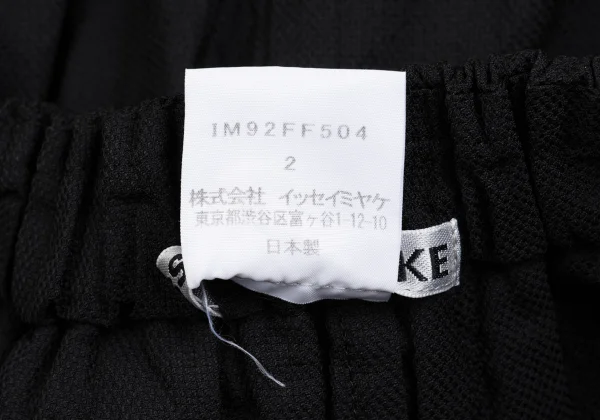 IM92FF504
2
株式会社 イッセイミヤケ
東京都渋谷区富ヶ谷1-12-10
日本製
S KE